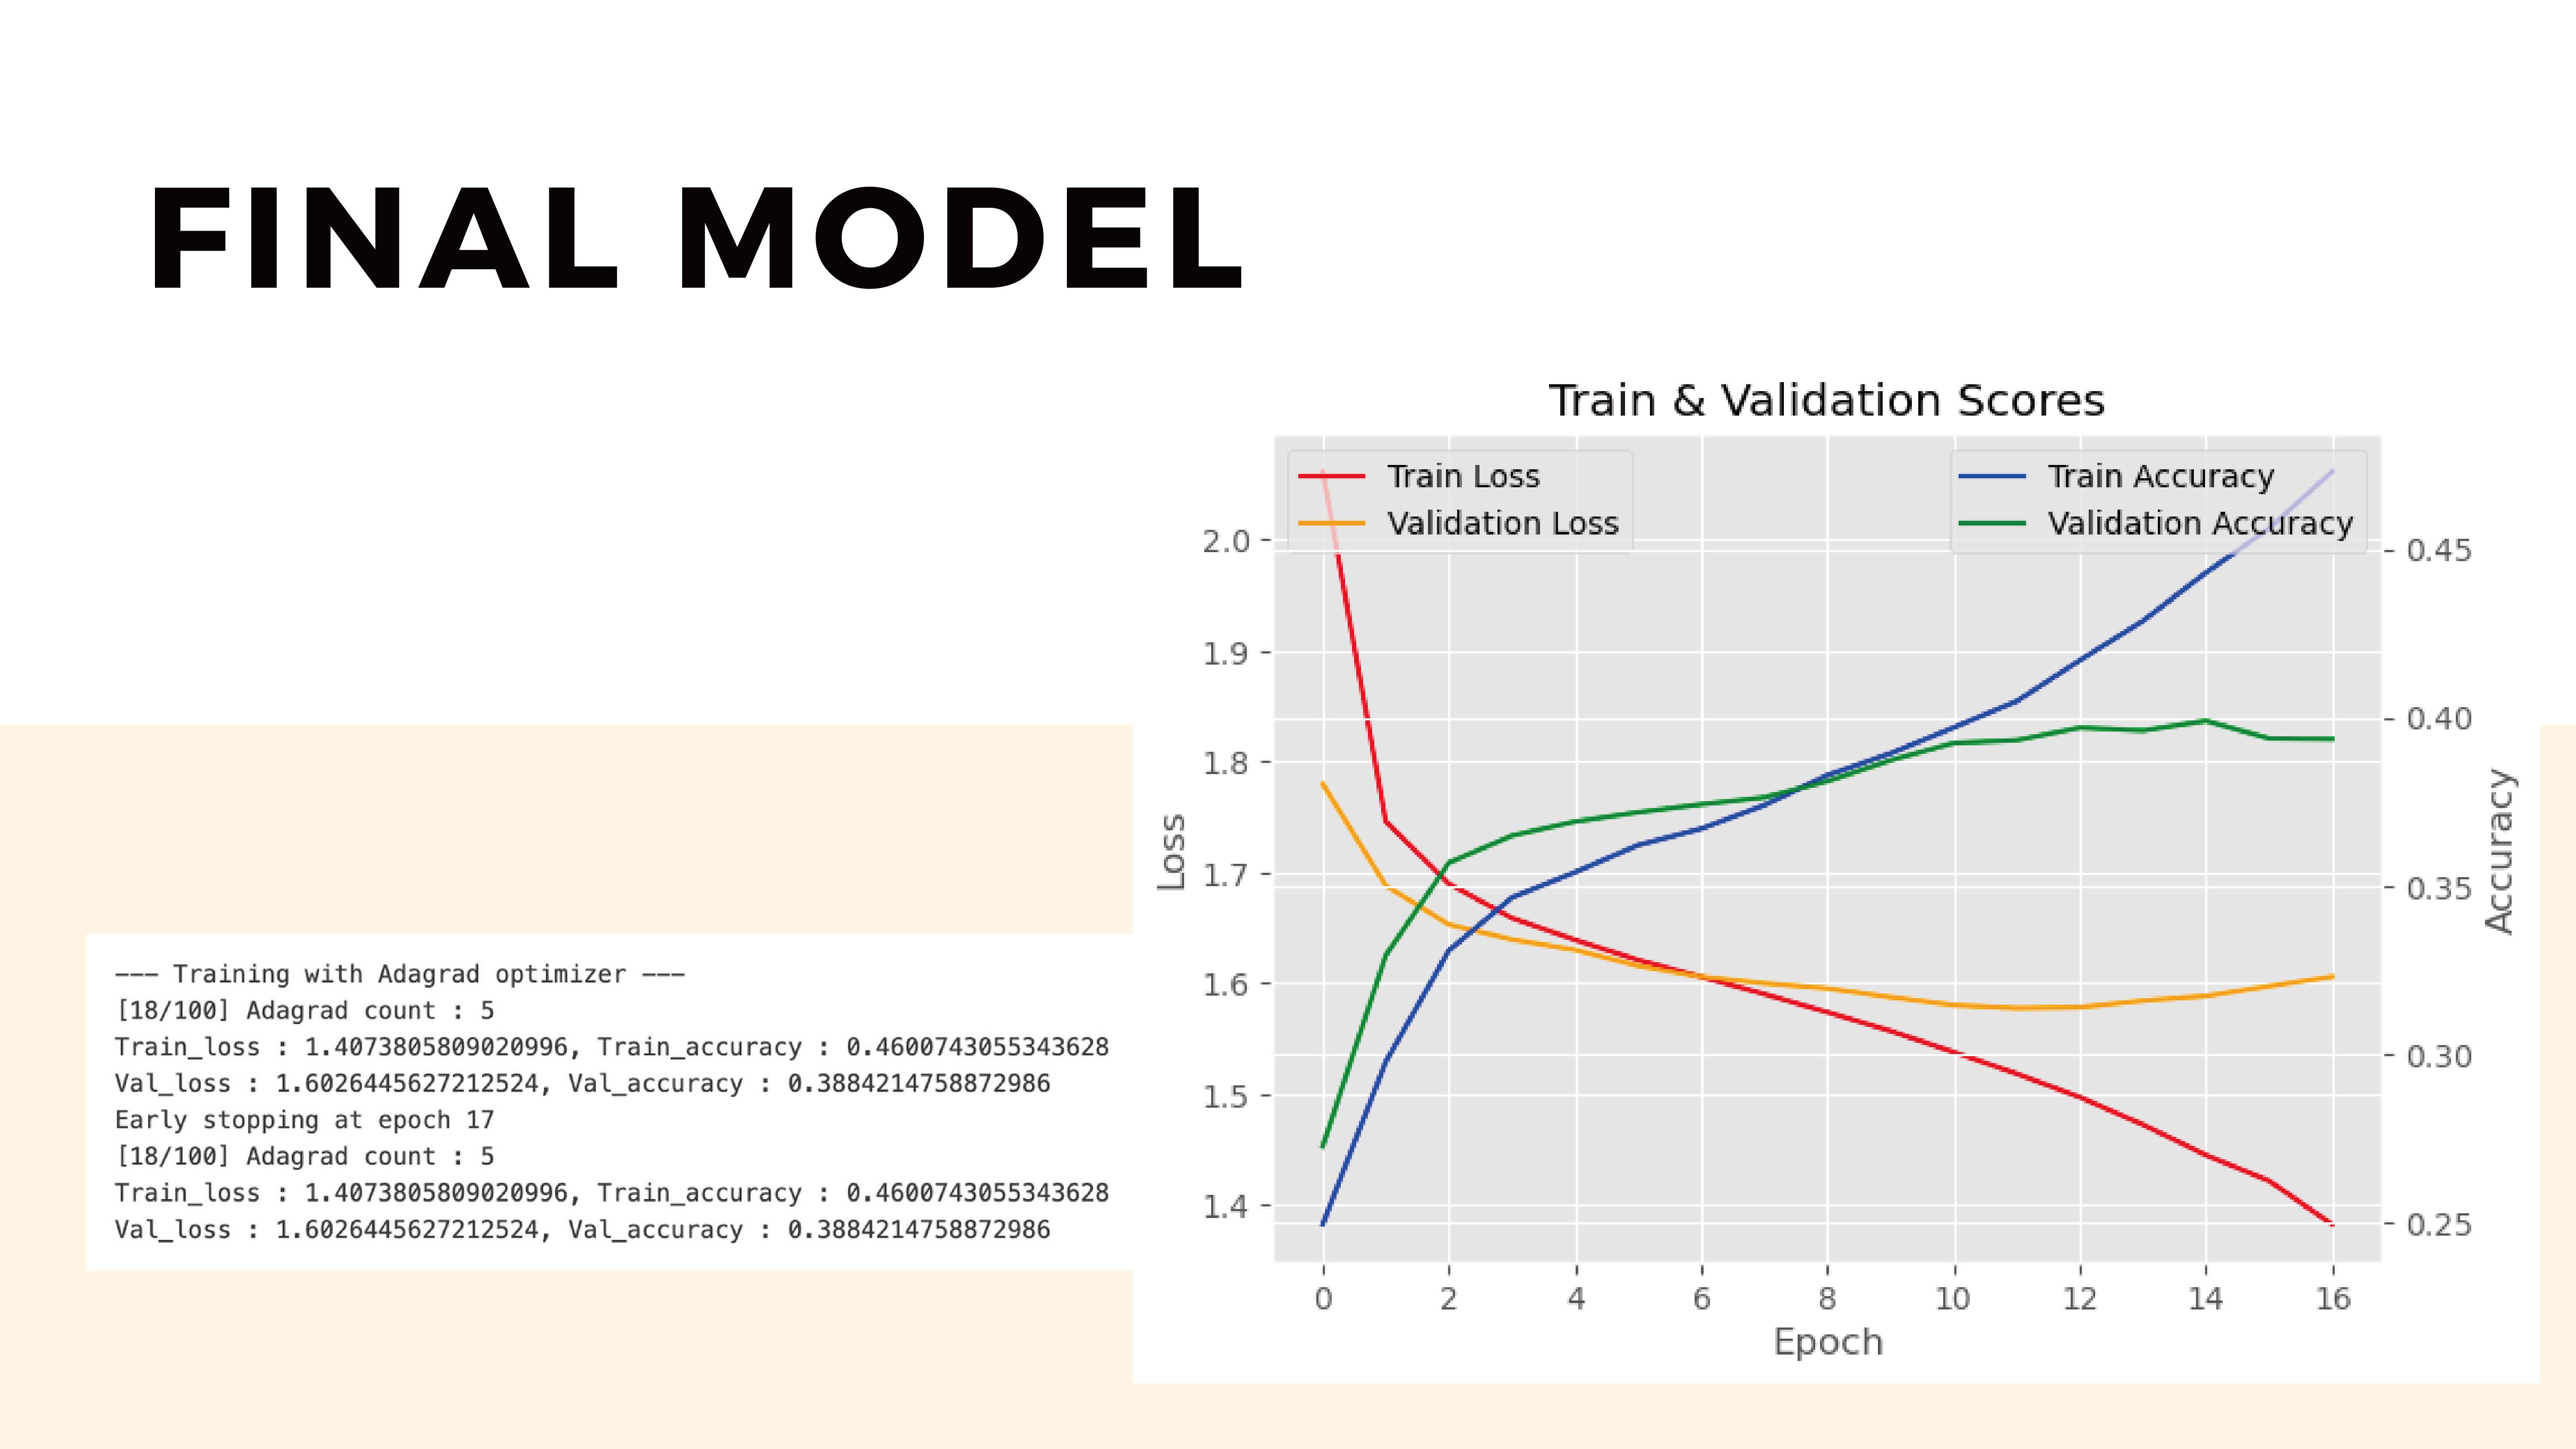 FINAL MODEL
Train & Validation Scores
Train Loss
Validation Loss
Train Accuracy
Validation Accuracy
2.0
1.9
1.8
1.7
1.6
1.5
1.4
Loss
0.45
0.40
0.35
0.30
0.25
Accuracy
0 2 4 6 8 10 12 14 16
Epoch
--- Training with Adagrad optimizer ---
[18/100] Adagrad count : 5
Train_loss : 1.4073805809020996, Train_accuracy : 0.4600743055343628
Val_loss : 1.6026445627212524, Val_accuracy : 0.3884214758872986
Early stopping at epoch 17
[18/100] Adagrad count : 5
Train_loss : 1.4073805809020996, Train_accuracy : 0.4600743055343628
Val_loss : 1.6026445627212524, Val_accuracy : 0.3884214758872986